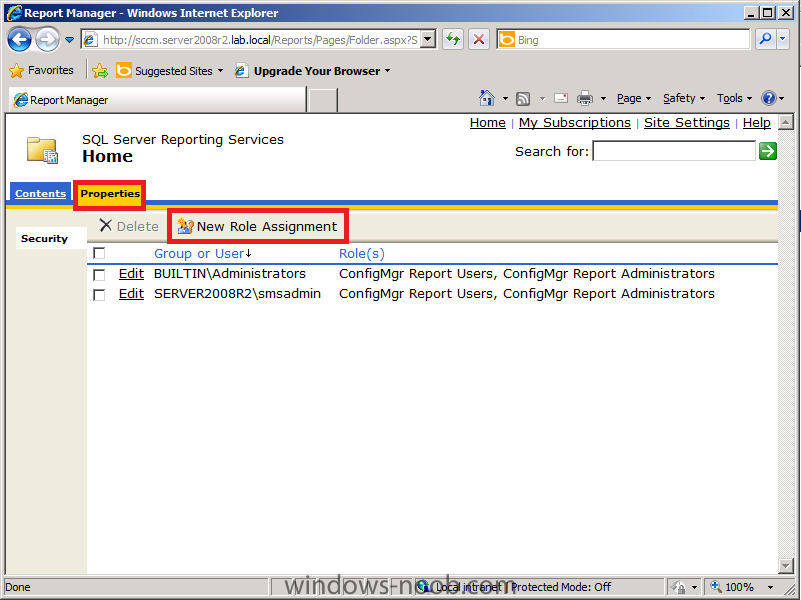 Report Manager - Windows Internet Explorer
http://sccm.server2008r2.lab.local/Reports/Pages/Folder.aspx?S
Bing
Favorites Suggested Sites Upgrade Your Browser
Report Manager
Page Safety Tools
Home | My Subscriptions | Site Settings | Help
SQL Server Reporting Services
Home
Search for:
Contents Properties
Delete New Role Assignment
Security
Group or User↓ Role(s)
Edit BUILTIN\Administrators ConfigMgr Report Users, ConfigMgr Report Administrators
Edit SERVER2008R2\smsadmin ConfigMgr Report Users, ConfigMgr Report Administrators
Done Local intranet | Protected Mode: Off 100%
windows-noob.com